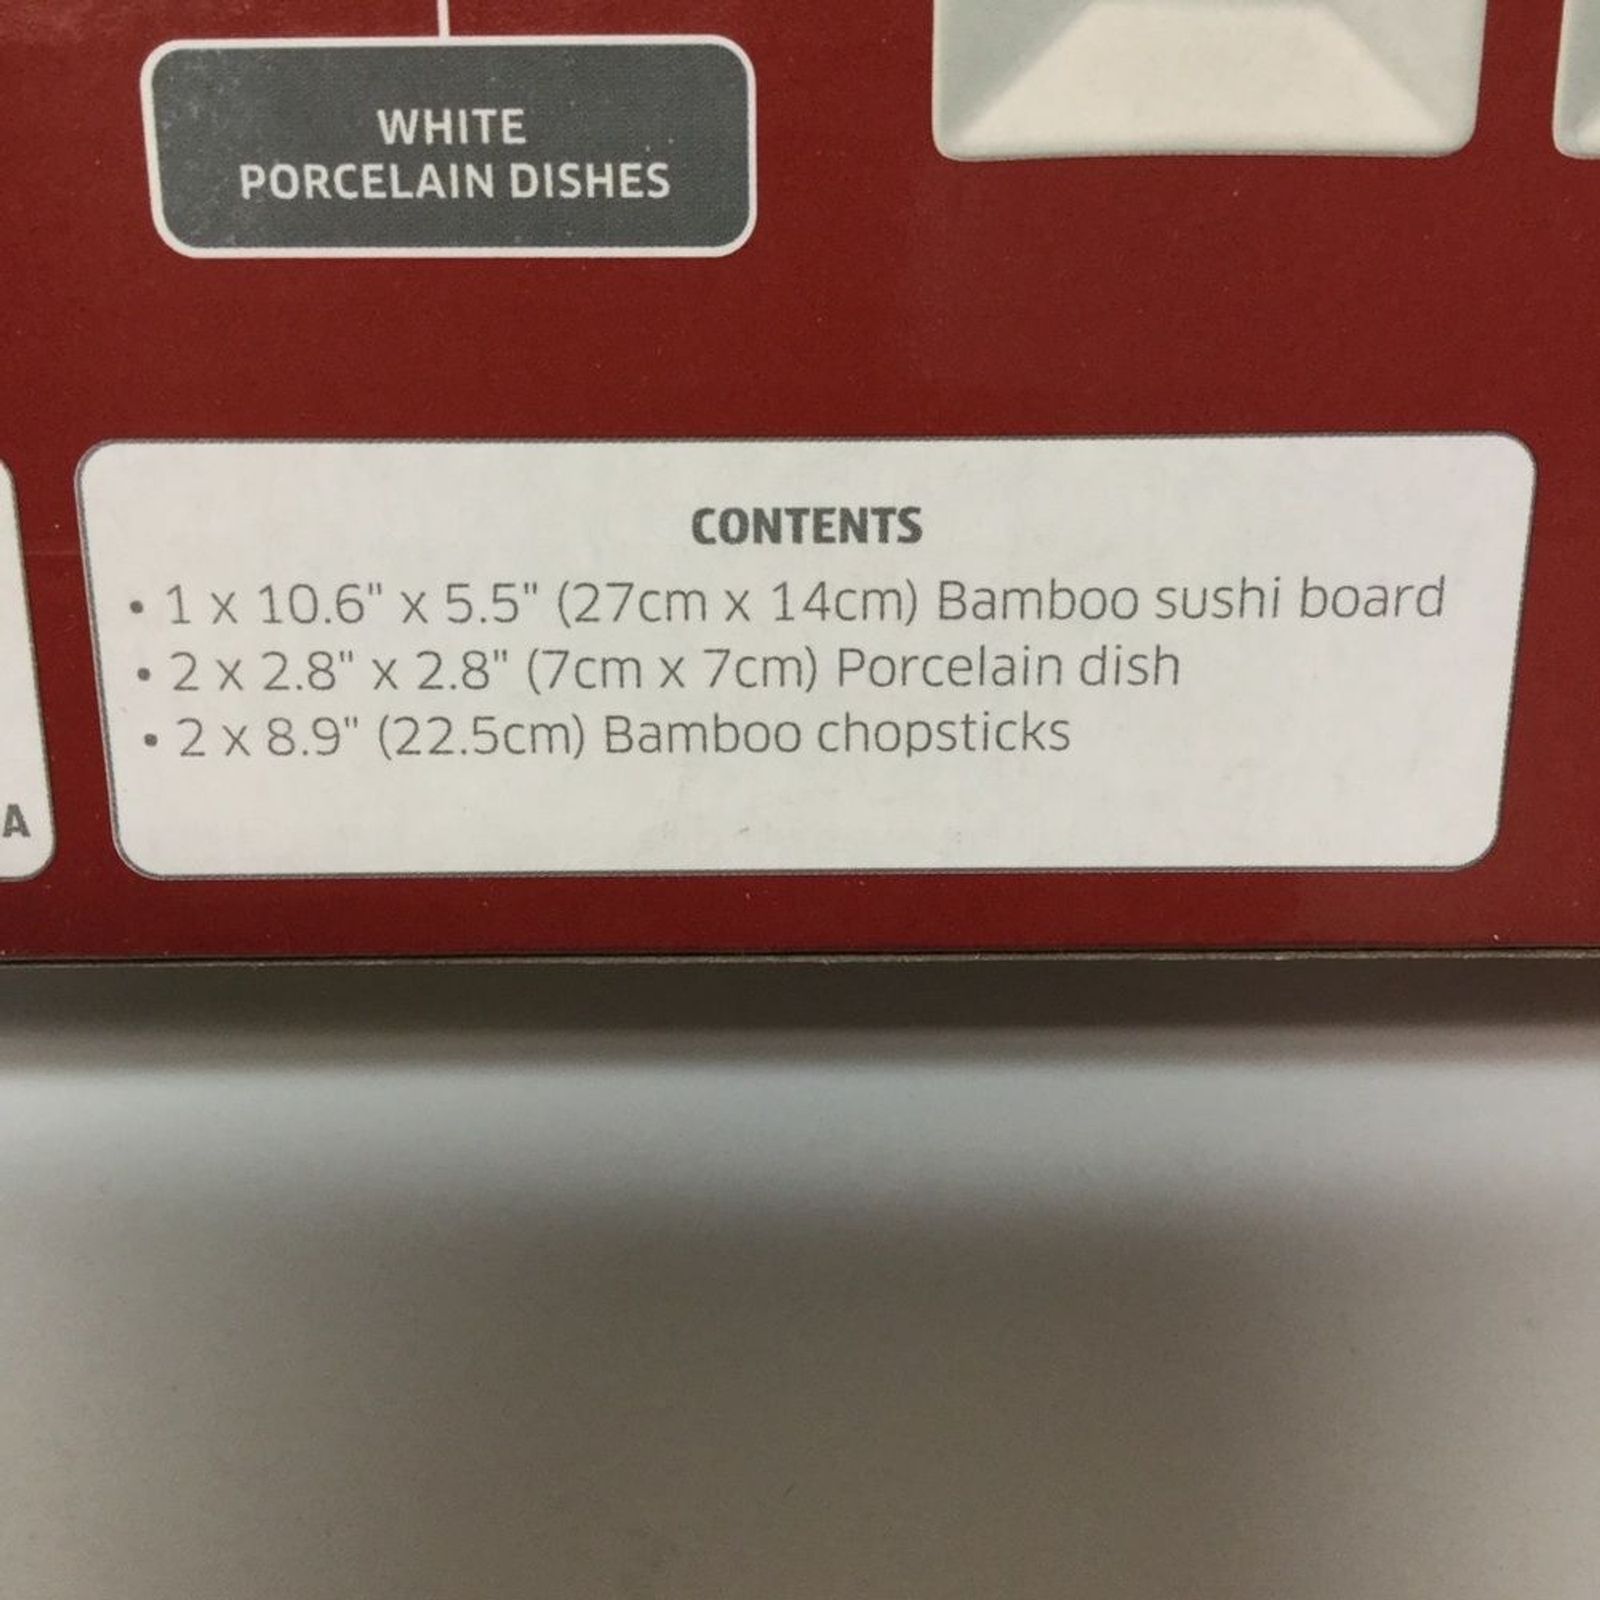 WHITE
PORCELAIN DISHES
CONTENTS
• 1 x 10.6" x 5.5" (27cm x 14cm) Bamboo sushi board
• 2 x 2.8" x 2.8" (7cm x 7cm) Porcelain dish
• 2 x 8.9" (22.5cm) Bamboo chopsticks
A